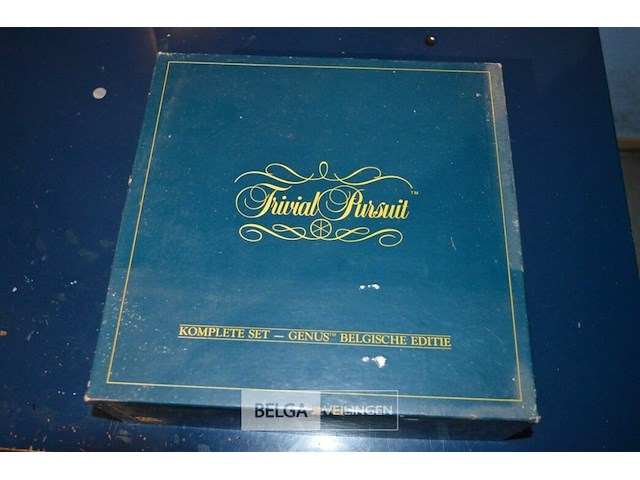 Trivial Pursuit™
KOMPLETE SET — GENUS™ BELGISCHE EDITIE
BELGA VEILINGEN